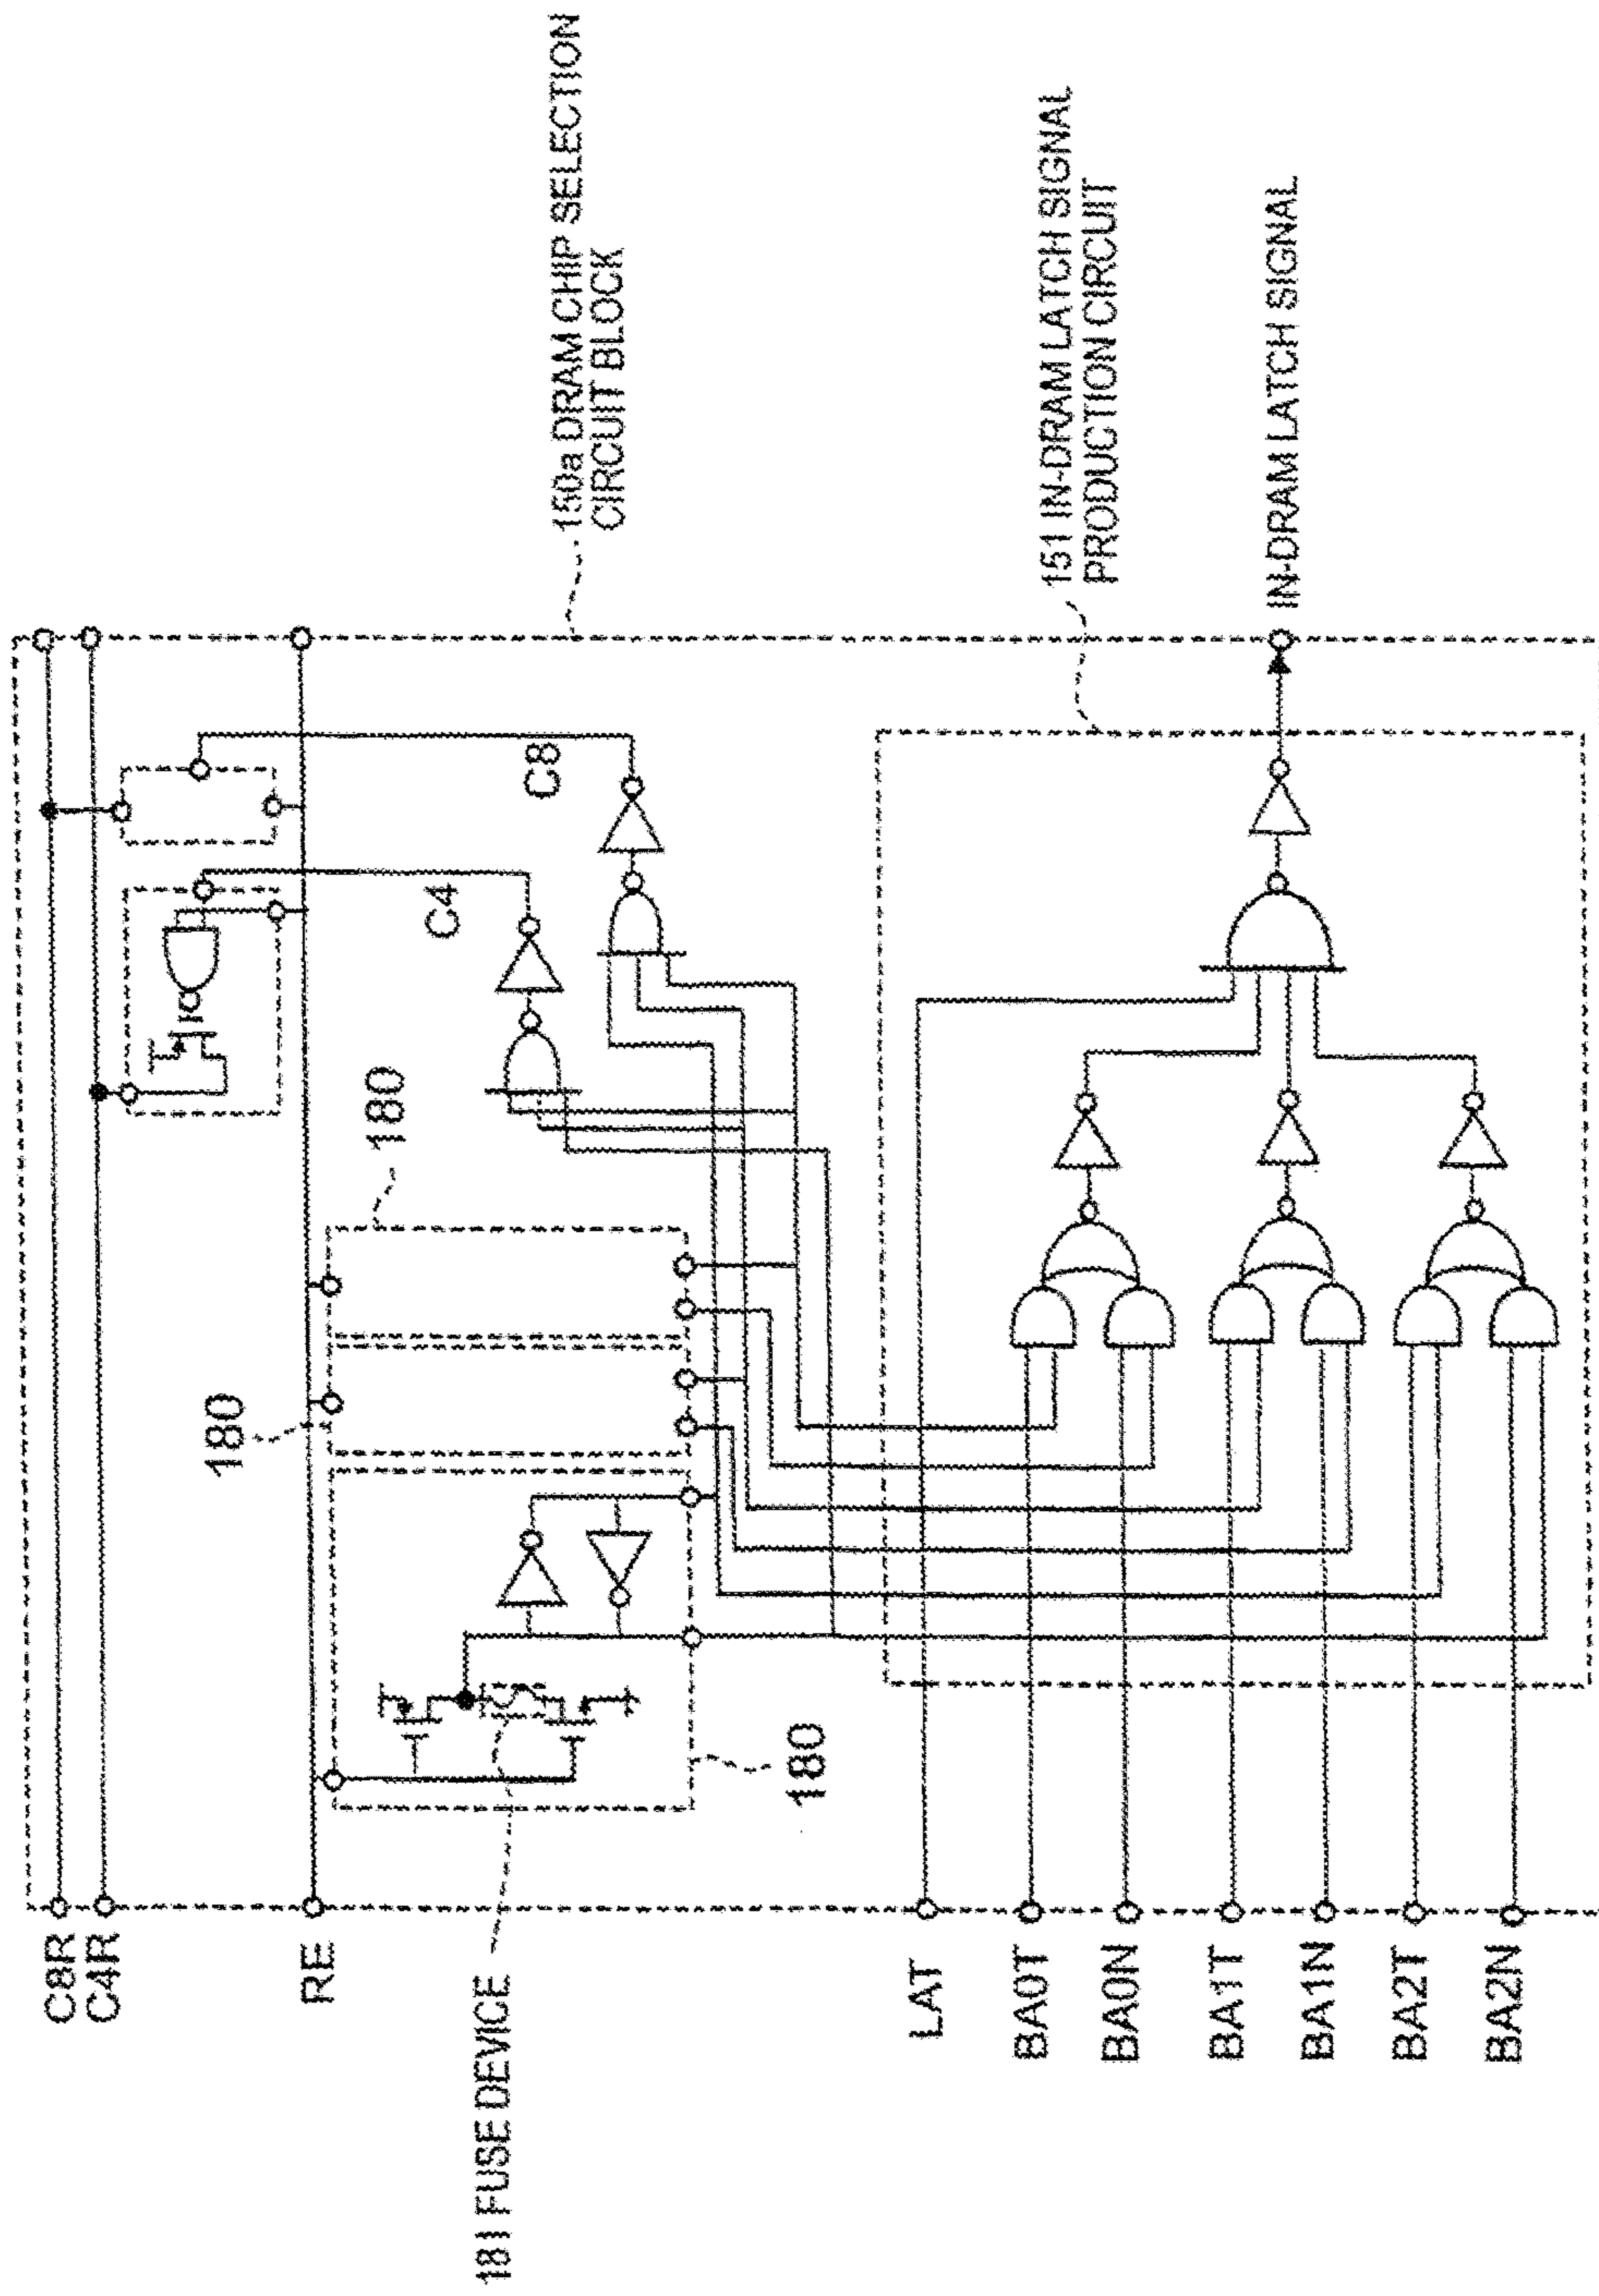 C8R
C4R
RE
181 FUSE DEVICE
LAT
BA0T
BA0N
BA1T
BA1N
BA2T
BA2N
180
180
180
C4
C8
150a DRAM CHIP SELECTION
CIRCUIT BLOCK
151 IN-DRAM LATCH SIGNAL
PRODUCTION CIRCUIT
IN-DRAM LATCH SIGNAL